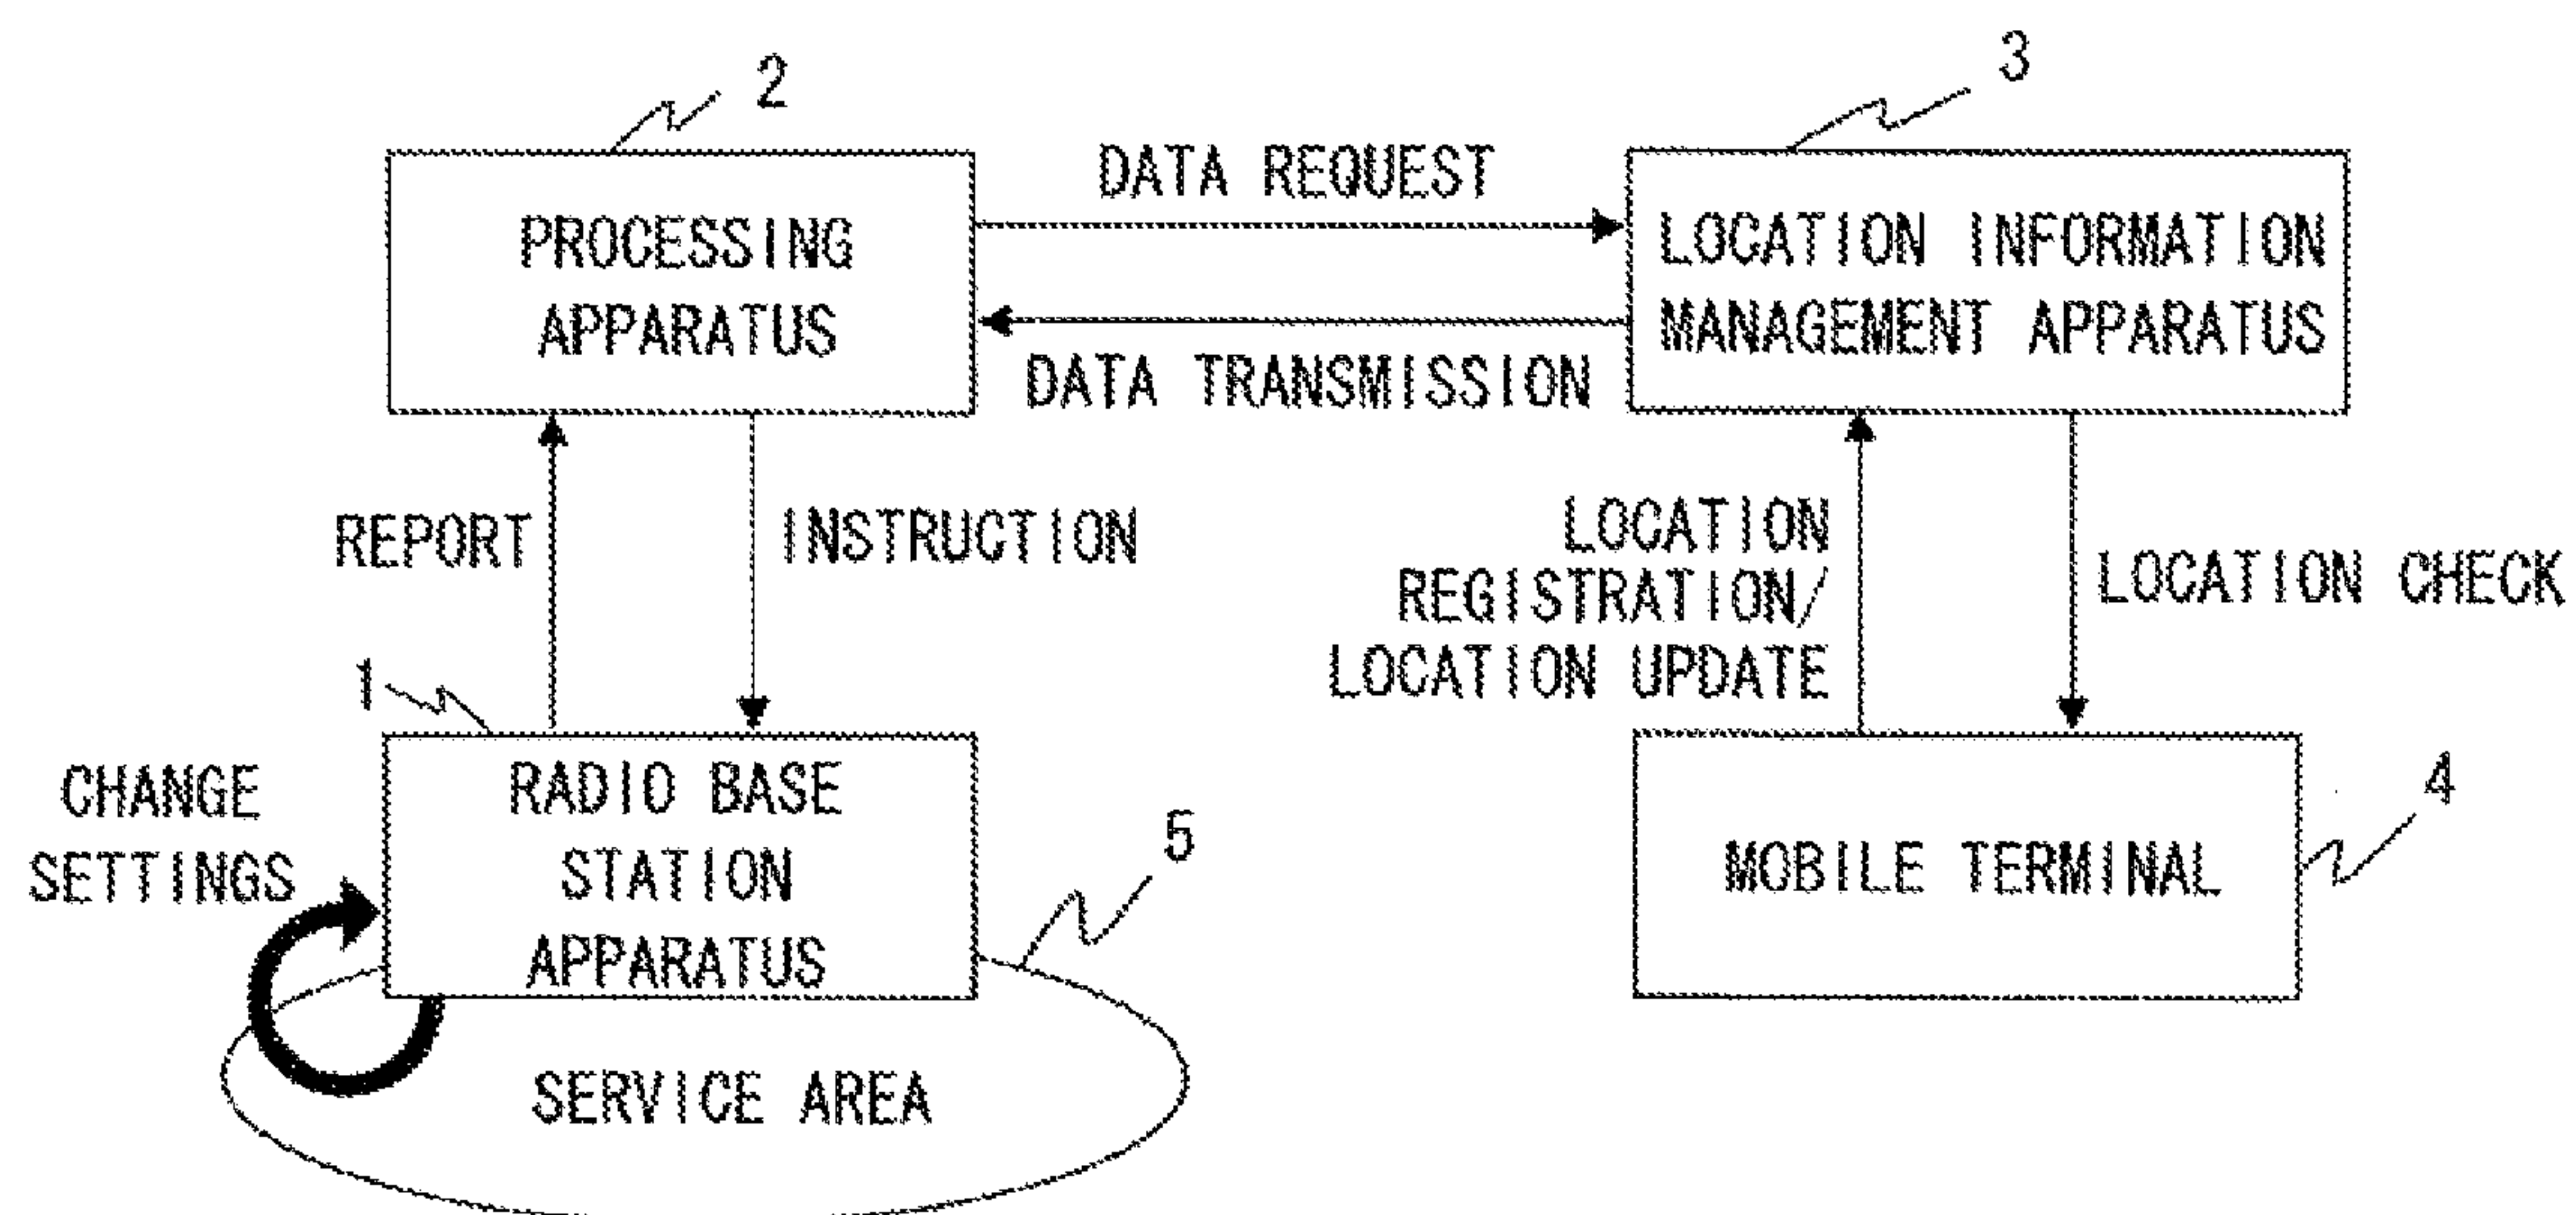 2
3
DATA REQUEST
PROCESSING
APPARATUS
LOCATION INFORMATION
MANAGEMENT APPARATUS
DATA TRANSMISSION
REPORT
INSTRUCTION
LOCATION
REGISTRATION/
LOCATION UPDATE
LOCATION CHECK
1
CHANGE
SETTINGS
RADIO BASE
STATION
APPARATUS
5
MOBILE TERMINAL
4
SERVICE AREA